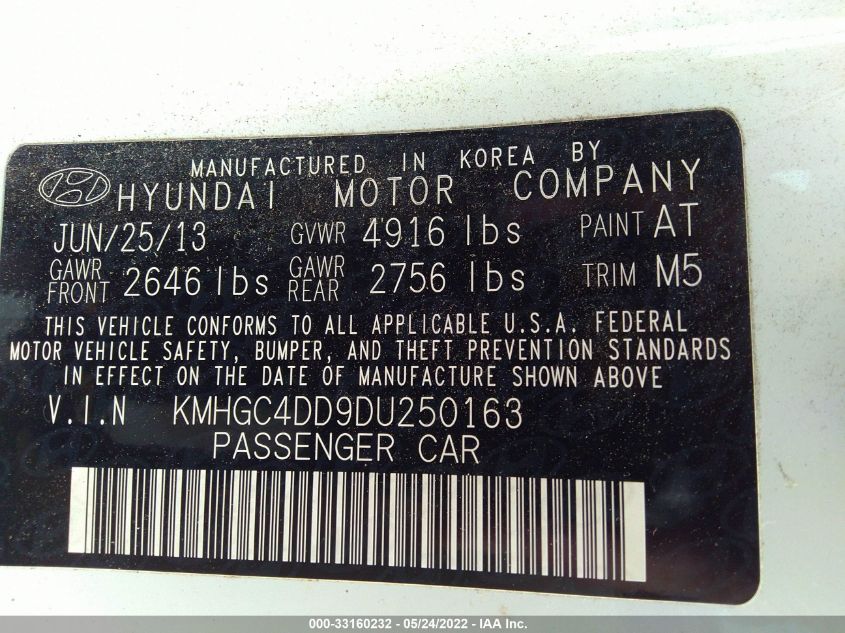 MANUFACTURED IN KOREA BY
HYUNDAI MOTOR COMPANY
JUN/25/13 GVWR 4916 lbs PAINT AT
GAWR FRONT 2646 lbs GAWR REAR 2756 lbs TRIM M5
THIS VEHICLE CONFORMS TO ALL APPLICABLE U.S.A. FEDERAL
MOTOR VEHICLE SAFETY, BUMPER, AND THEFT PREVENTION STANDARDS
IN EFFECT ON THE DATE OF MANUFACTURE SHOWN ABOVE
V.I.N KMHGC4DD9DU250163
PASSENGER CAR
000-33160232 - 05/24/2022 - IAA Inc.